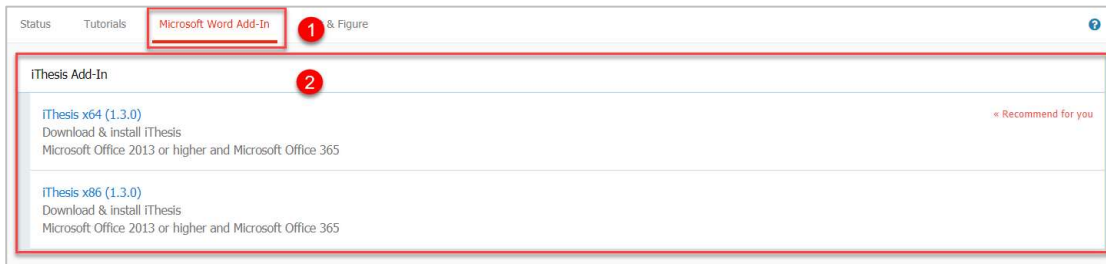 Status Tutorials Microsoft Word Add-In 1 & Figure ?
iThesis Add-In 2
iThesis x64 (1.3.0) « Recommend for you
Download & install iThesis
Microsoft Office 2013 or higher and Microsoft Office 365
iThesis x86 (1.3.0)
Download & install iThesis
Microsoft Office 2013 or higher and Microsoft Office 365